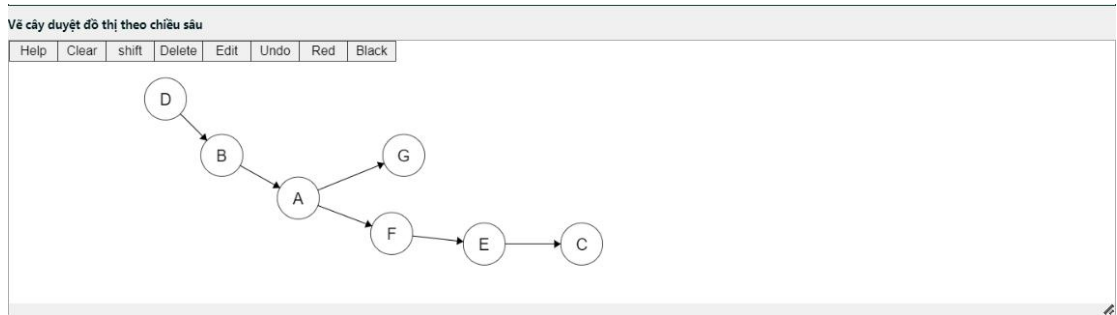 Vẽ cây duyệt đồ thị theo chiều sâu
Help Clear shift Delete Edit Undo Red Black
D
B
G
A
F
E
C